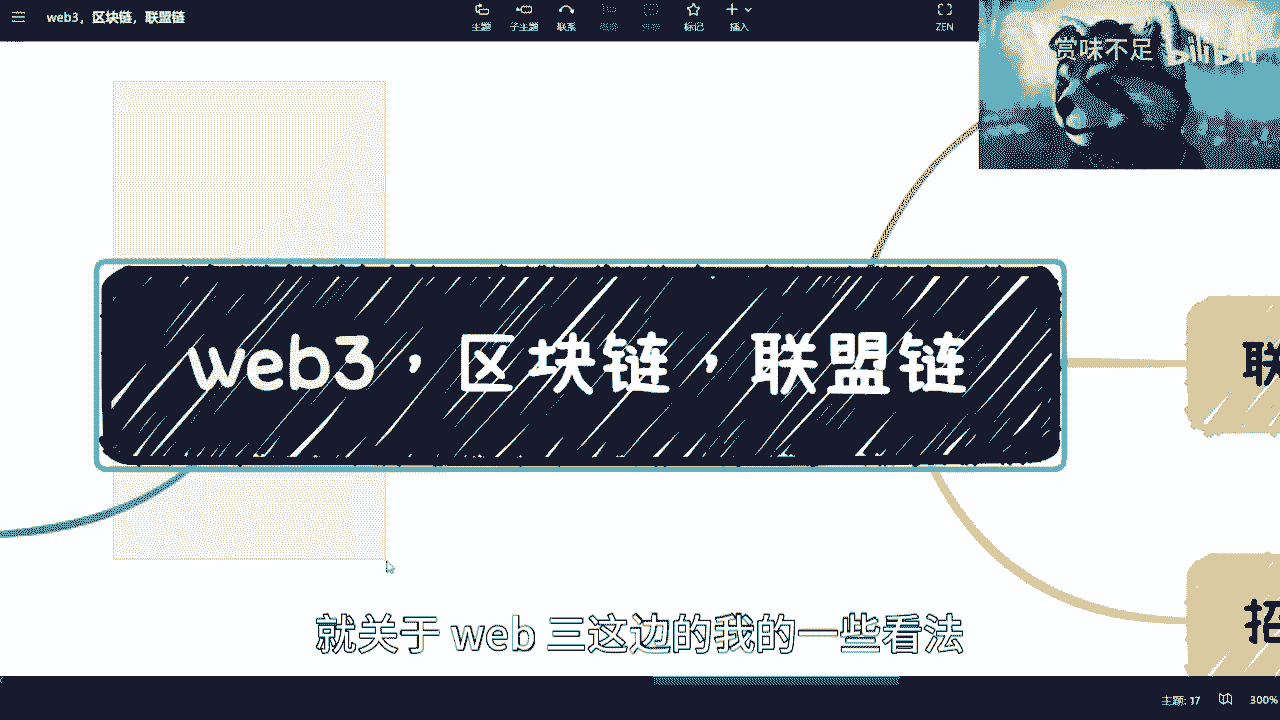 web3，区块链，联盟链
主题
子主题
联系
标记
插入
ZEN
赏味不足
bilibili
web3，区块链，联盟链
联
招
就关于 web 三这边的我的一些看法
主题: 17
300%